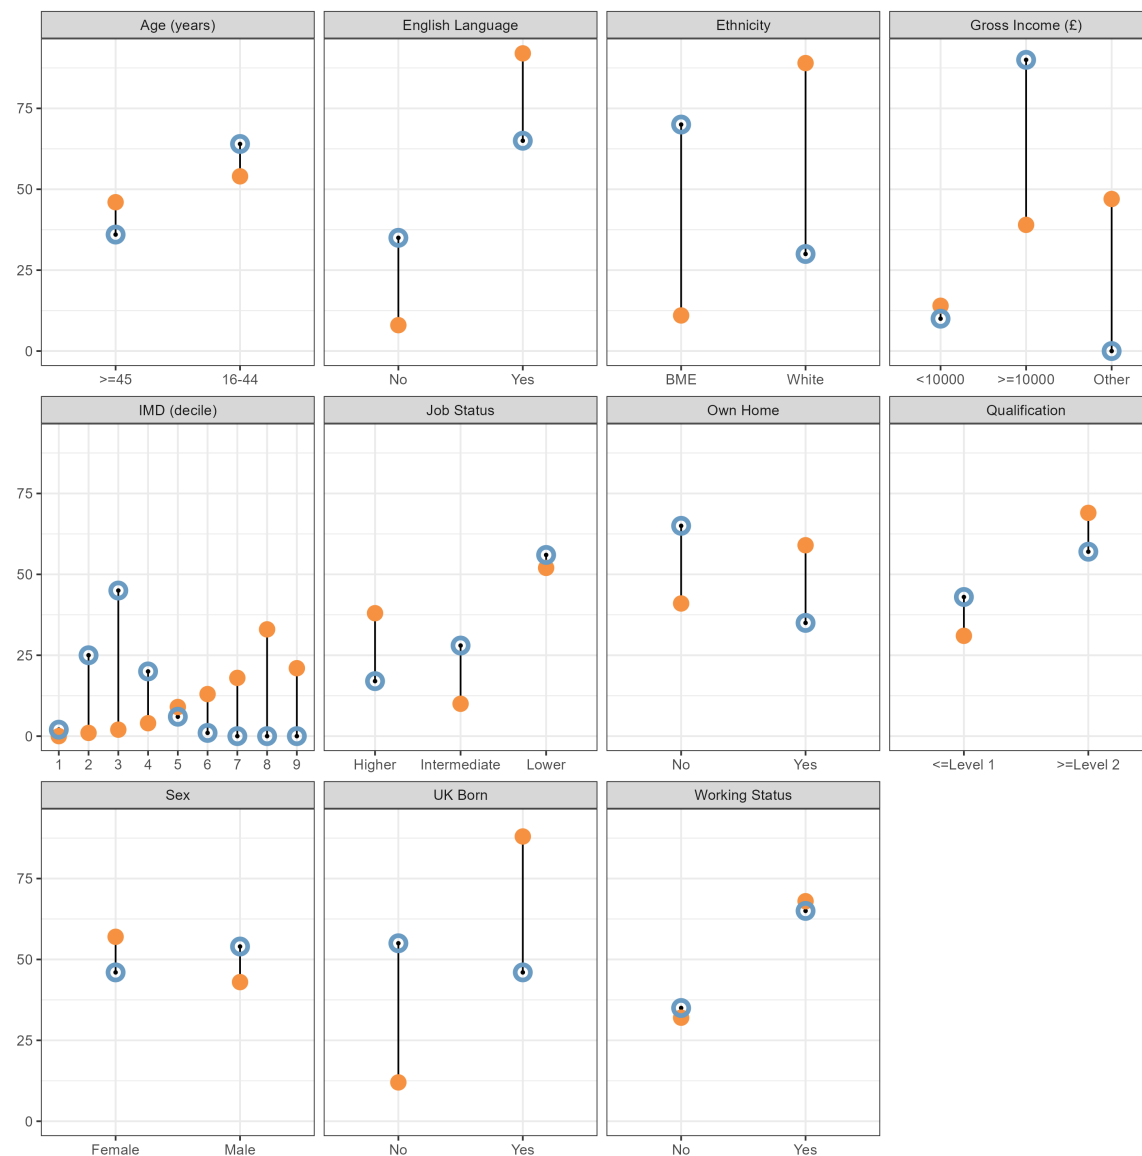 Age (years) English Language Ethnicity Gross Income (£)
75
50
25
0
>=45 16-44 No Yes BME White <10000 >=10000 Other
IMD (decile) Job Status Own Home Qualification
75
50
25
0
1 2 3 4 5 6 7 8 9 Higher Intermediate Lower No Yes <=Level 1 >=Level 2
Sex UK Born Working Status
75
50
25
0
Female Male No Yes No Yes